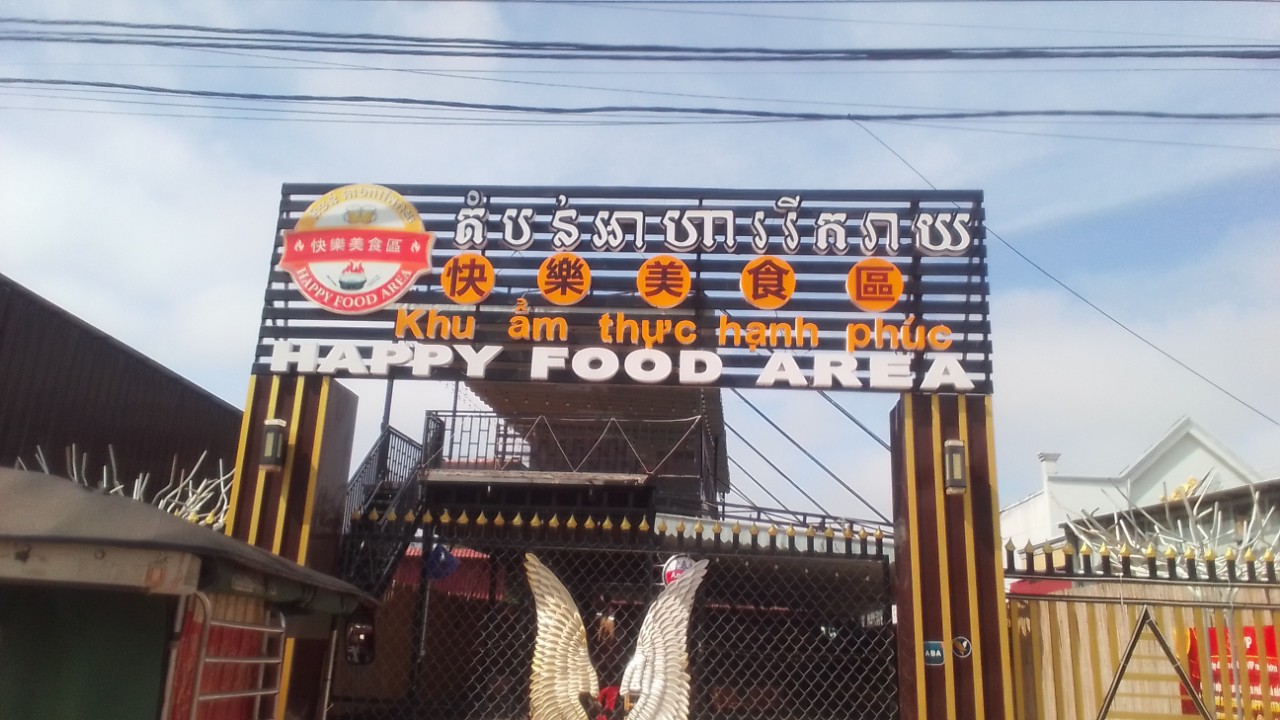 តំបន់អាហាររីករាយ
快樂美食區
HAPPY FOOD AREA
快樂美食區
Khu ẩm thực hạnh phúc
HAPPY FOOD AREA
ABA